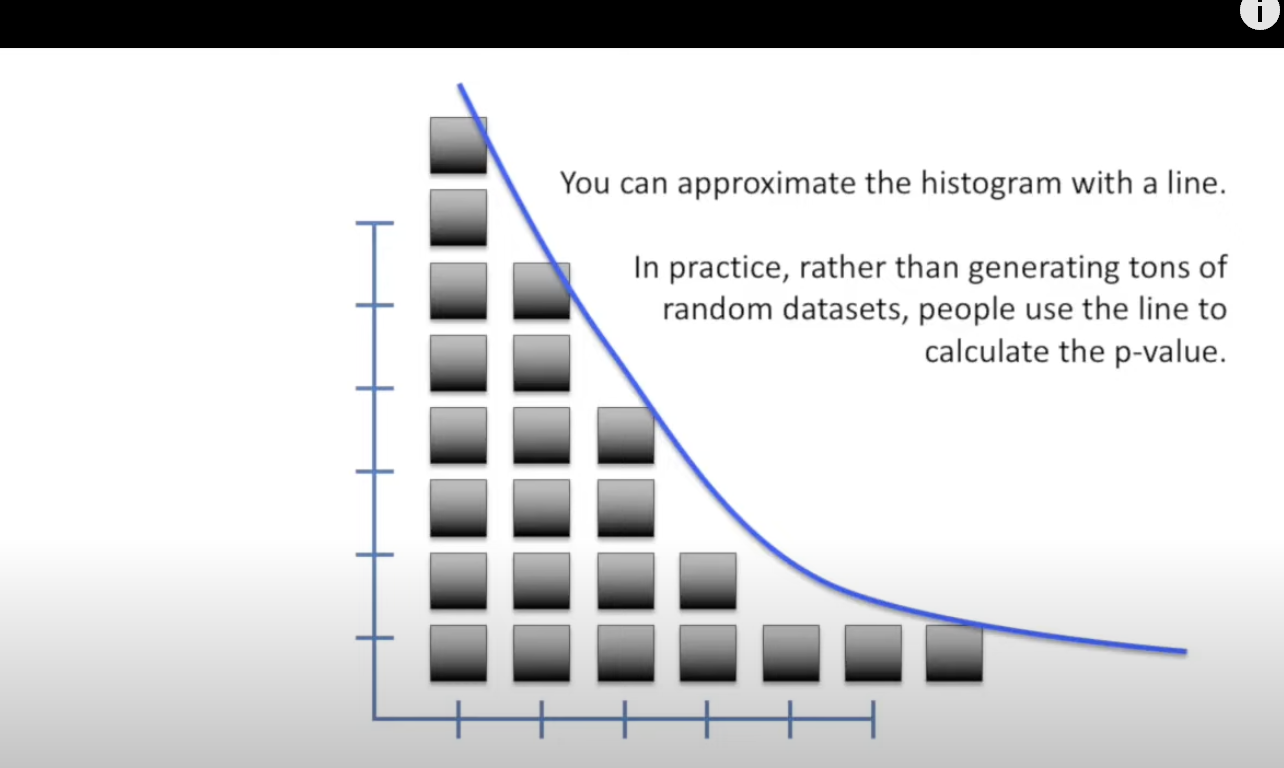 You can approximate the histogram with a line.
In practice, rather than generating tons of
random datasets, people use the line to
calculate the p-value.